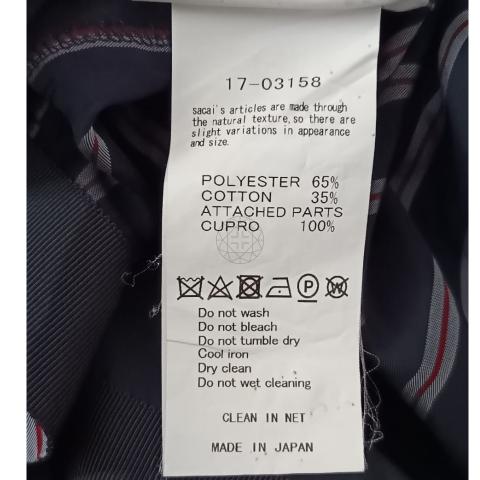 17-03158
sacai's articles are made through
the natural texture, so there are
slight variations in appearance
and size.
POLYESTER 65%
COTTON 35%
ATTACHED PARTS
CUPRO 100%
P
W
Do not wash
Do not bleach
Do not tumble dry
Cool iron
Dry clean
Do not wet cleaning
CLEAN IN NET
MADE IN JAPAN